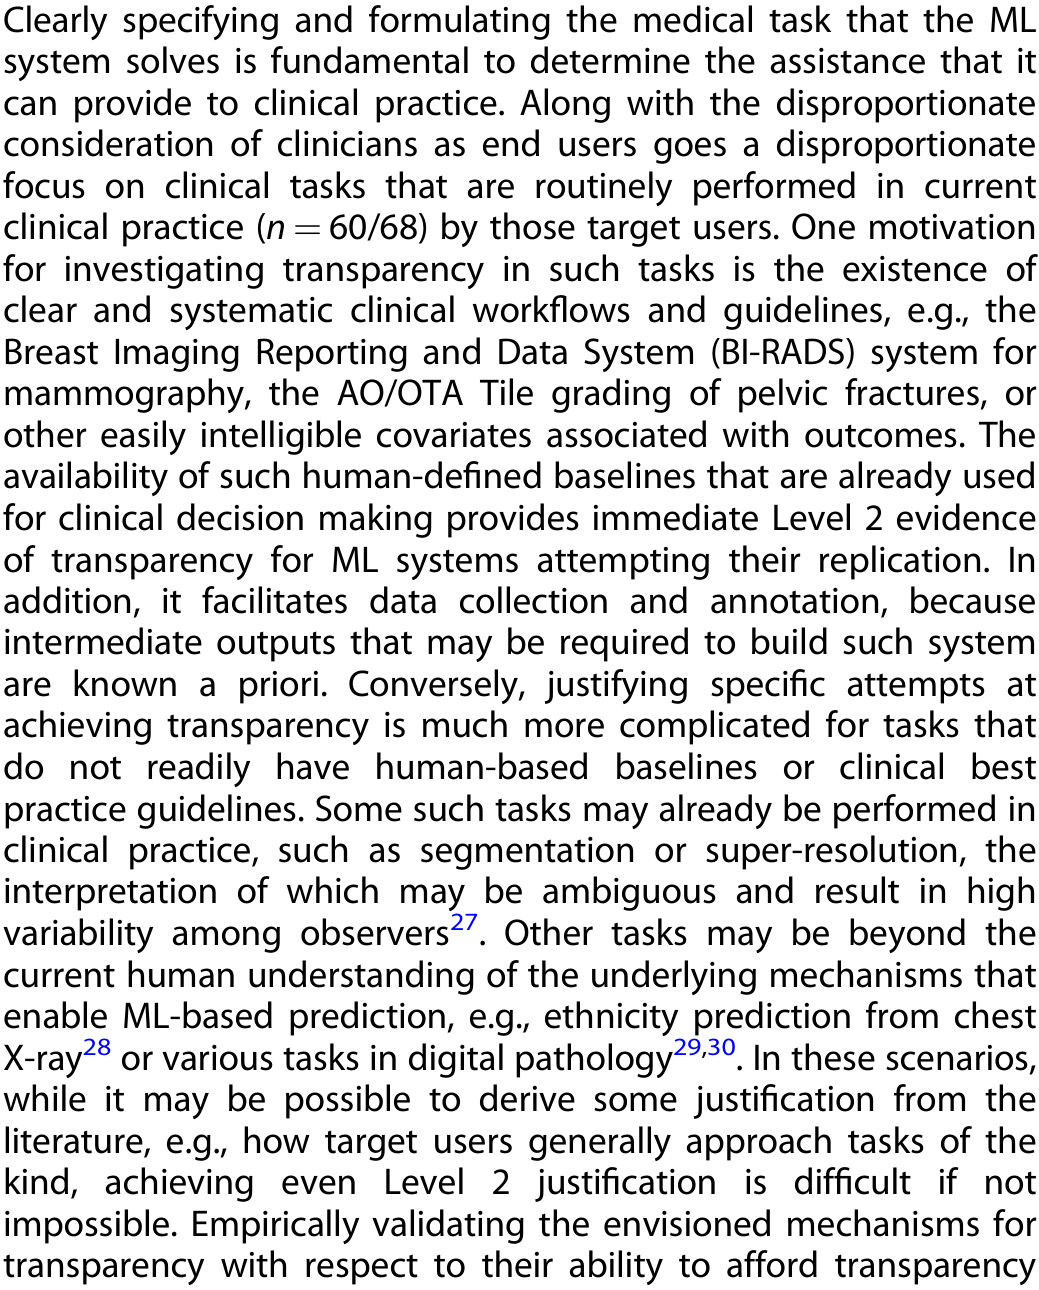 Clearly specifying and formulating the medical task that the ML
system solves is fundamental to determine the assistance that it
can provide to clinical practice. Along with the disproportionate
consideration of clinicians as end users goes a disproportionate
focus on clinical tasks that are routinely performed in current
clinical practice (n = 60/68) by those target users. One motivation
for investigating transparency in such tasks is the existence of
clear and systematic clinical workflows and guidelines, e.g., the
Breast Imaging Reporting and Data System (BI-RADS) system for
mammography, the AO/OTA Tile grading of pelvic fractures, or
other easily intelligible covariates associated with outcomes. The
availability of such human-defined baselines that are already used
for clinical decision making provides immediate Level 2 evidence
of transparency for ML systems attempting their replication. In
addition, it facilitates data collection and annotation, because
intermediate outputs that may be required to build such system
are known a priori. Conversely, justifying specific attempts at
achieving transparency is much more complicated for tasks that
do not readily have human-based baselines or clinical best
practice guidelines. Some such tasks may already be performed in
clinical practice, such as segmentation or super-resolution, the
interpretation of which may be ambiguous and result in high
variability among observers27. Other tasks may be beyond the
current human understanding of the underlying mechanisms that
enable ML-based prediction, e.g., ethnicity prediction from chest
X-ray28 or various tasks in digital pathology29,30. In these scenarios,
while it may be possible to derive some justification from the
literature, e.g., how target users generally approach tasks of the
kind, achieving even Level 2 justification is difficult if not
impossible. Empirically validating the envisioned mechanisms for
transparency with respect to their ability to afford transparency